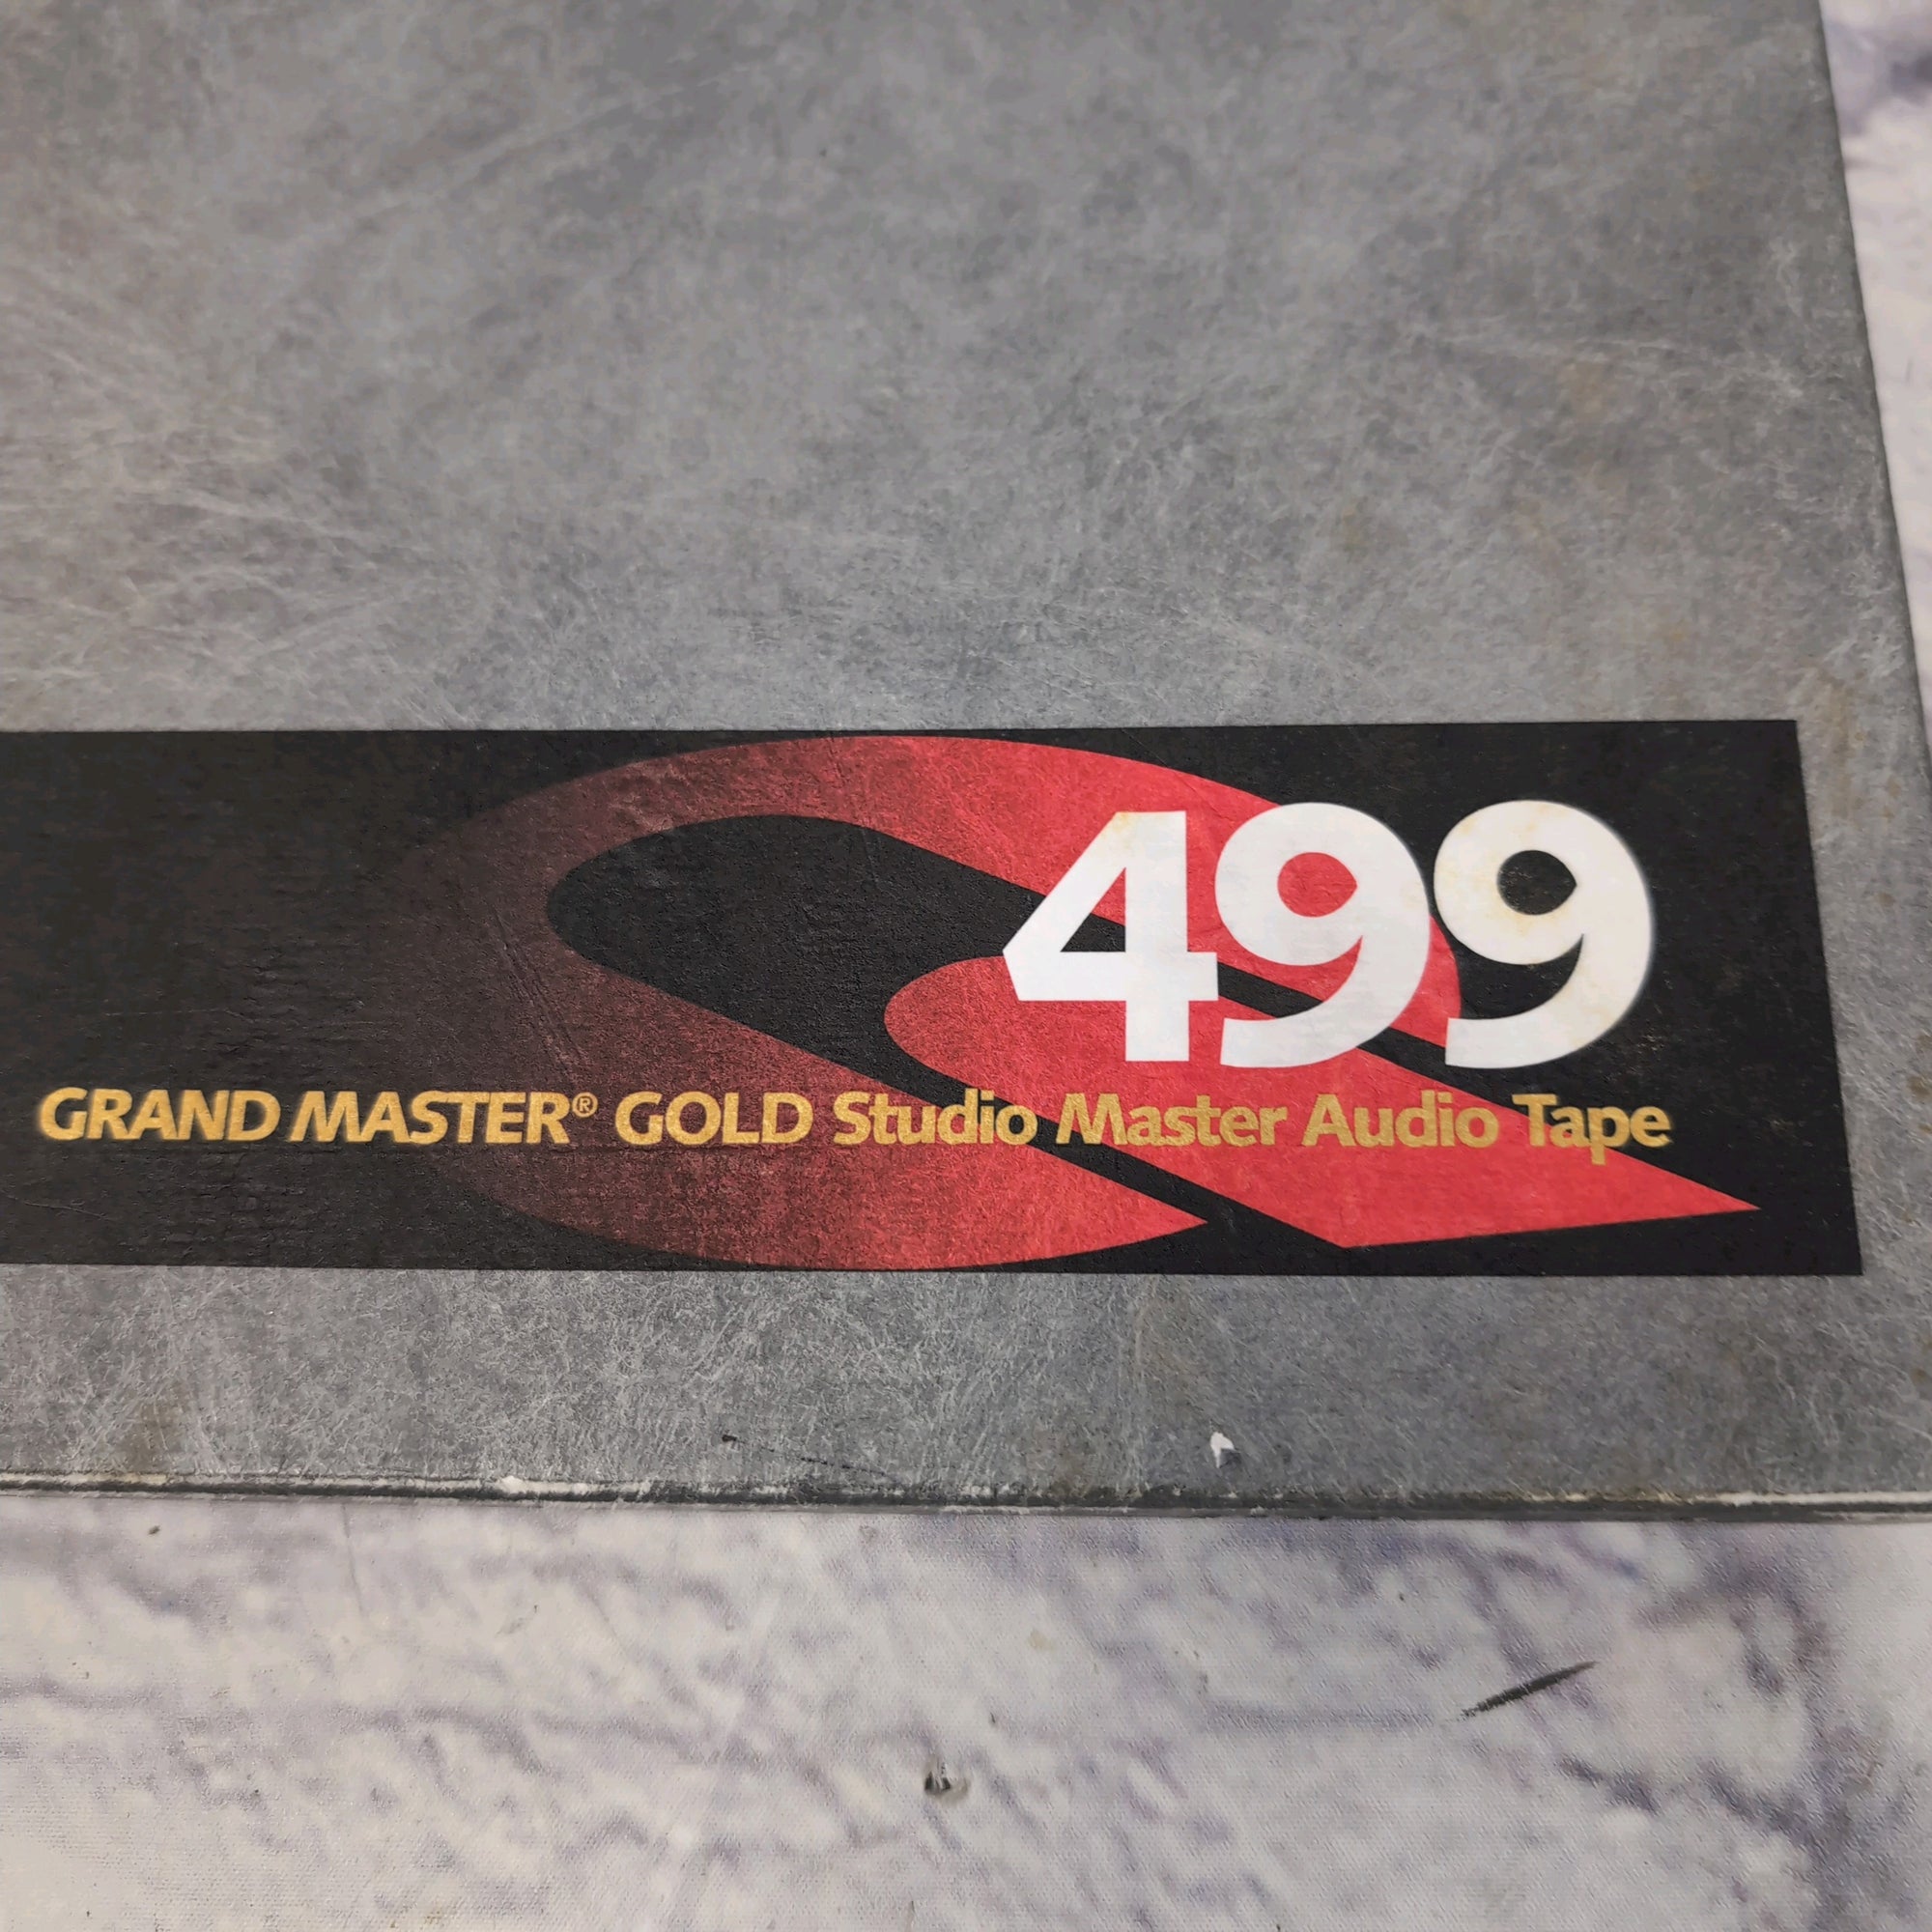 499
GRAND MASTER® GOLD Studio Master Audio Tape